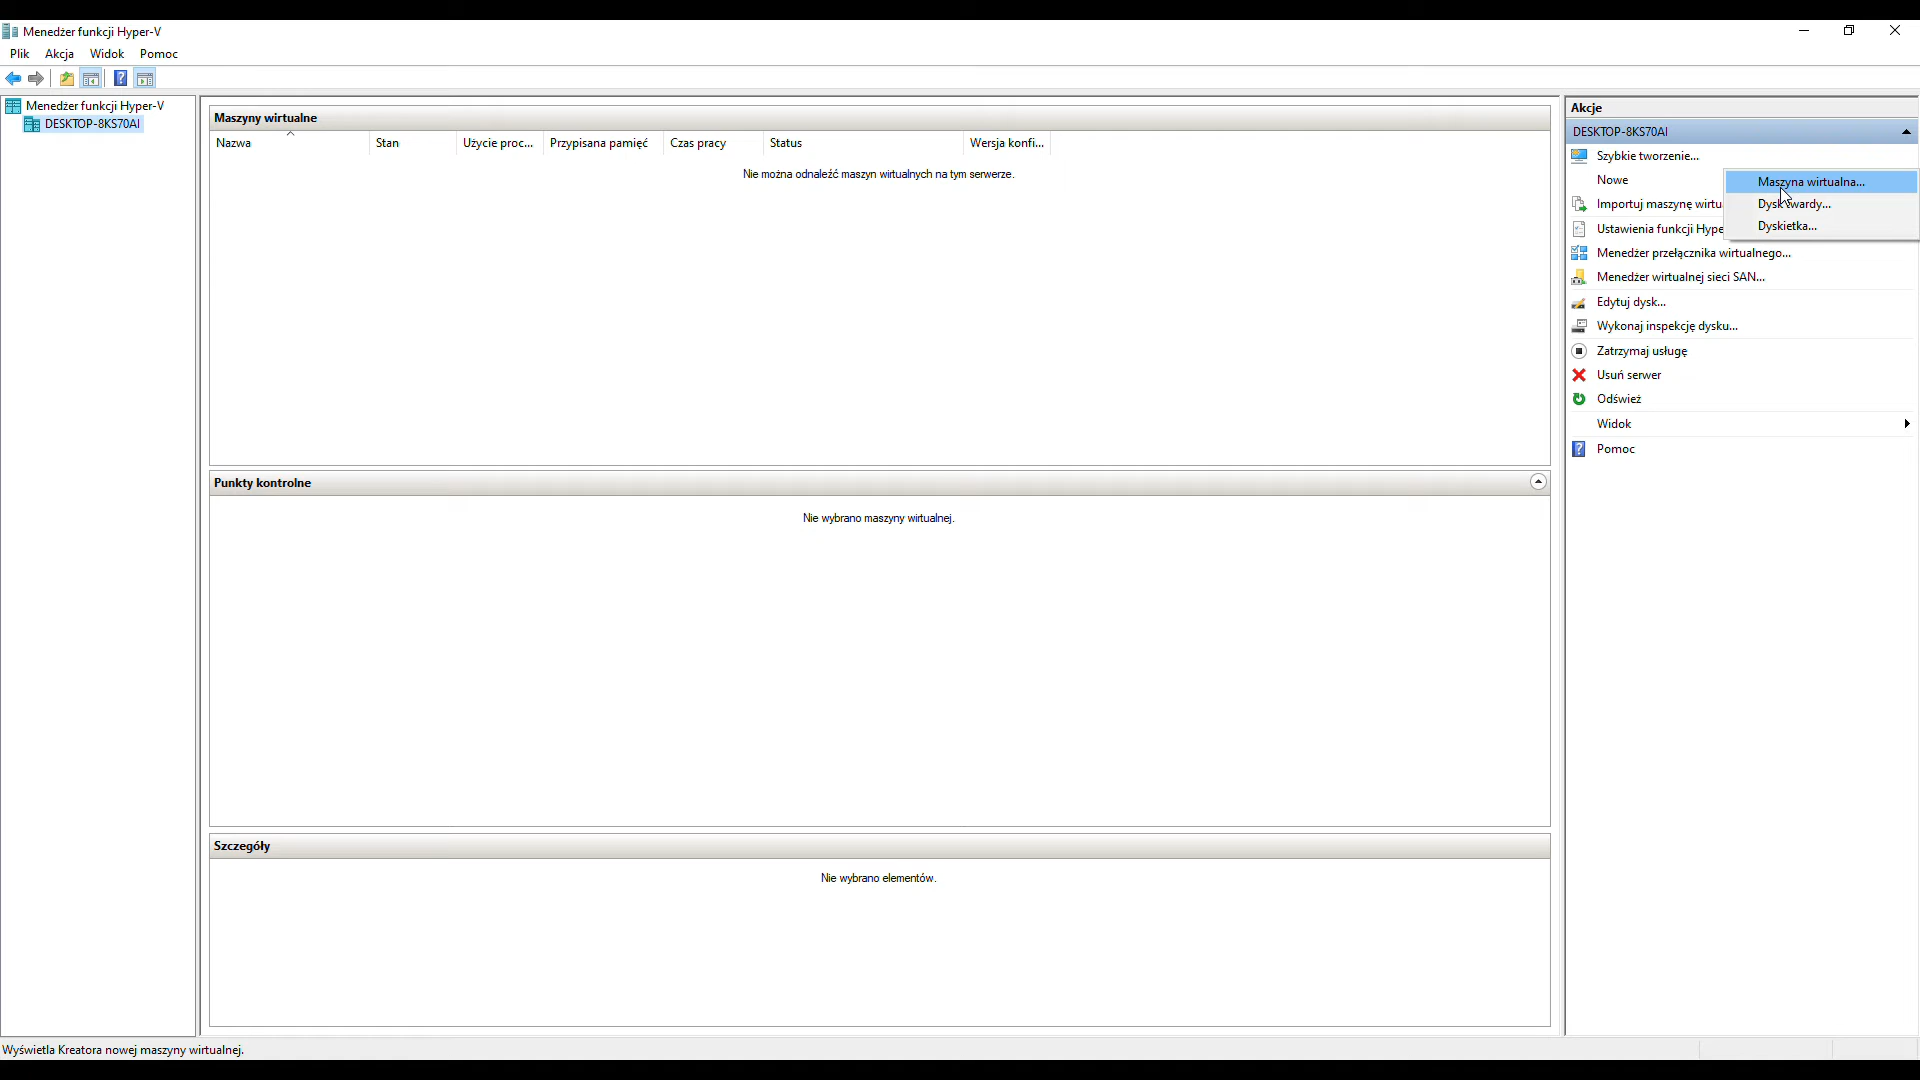 Menedżer funkcji Hyper-V
Plik Akcja Widok Pomoc
Menedżer funkcji Hyper-V
DESKTOP-8KS70AI
Maszyny wirtualne
Nazwa Stan Użycie proc... Przypisana pamięć Czas pracy Status Wersja konfi...
Nie można odnaleźć maszyn wirtualnych na tym serwerze.
Punkty kontrolne
Nie wybrano maszyny wirtualnej.
Szczegóły
Nie wybrano elementów.
Akcje
DESKTOP-8KS70AI
Szybkie tworzenie...
Nowe
Maszyna wirtualna...
Dysk twardy...
Dyskietka...
Importuj maszynę wirtu
Ustawienia funkcji Hype
Menedżer przełącznika wirtualnego...
Menedżer wirtualnej sieci SAN...
Edytuj dysk...
Wykonaj inspekcję dysku...
Zatrzymaj usługę
Usuń serwer
Odśwież
Widok
Pomoc
Wyświetla Kreatora nowej maszyny wirtualnej.